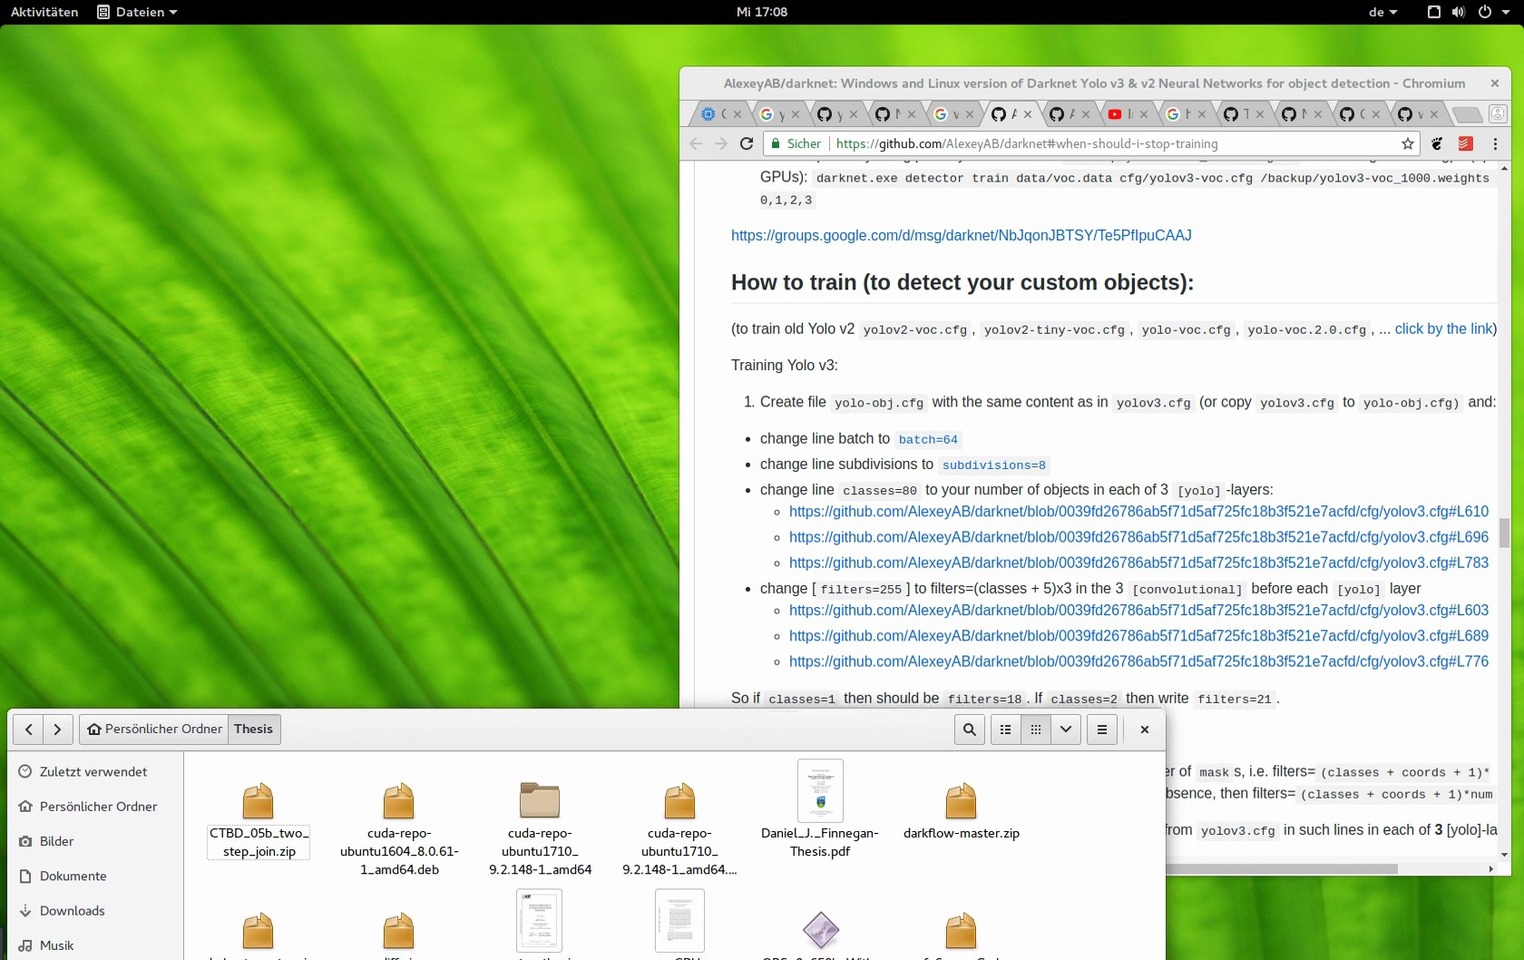 Aktivitäten Dateien Mi 17:08 de
AlexeyAB/darknet: Windows and Linux version of Darknet Yolo v3 & v2 Neural Networks for object detection - Chromium
Sicher https://github.com/AlexeyAB/darknet#when-should-i-stop-training
GPUs): darknet.exe detector train data/voc.data cfg/yolov3-voc.cfg /backup/yolov3-voc_1000.weights
0,1,2,3
https://groups.google.com/d/msg/darknet/NbJqonJBTSY/Te5PfIpuCAAJ
How to train (to detect your custom objects):
(to train old Yolo v2 yolov2-voc.cfg, yolov2-tiny-voc.cfg, yolo-voc.cfg, yolo-voc.2.0.cfg, ... click by the link)
Training Yolo v3:
1. Create file yolo-obj.cfg with the same content as in yolov3.cfg (or copy yolov3.cfg to yolo-obj.cfg) and:
• change line batch to batch=64
• change line subdivisions to subdivisions=8
• change line classes=80 to your number of objects in each of 3 [yolo]-layers:
https://github.com/AlexeyAB/darknet/blob/0039fd26786ab5f71d5af725fc18b3f521e7acfd/cfg/yolov3.cfg#L610
https://github.com/AlexeyAB/darknet/blob/0039fd26786ab5f71d5af725fc18b3f521e7acfd/cfg/yolov3.cfg#L696
https://github.com/AlexeyAB/darknet/blob/0039fd26786ab5f71d5af725fc18b3f521e7acfd/cfg/yolov3.cfg#L783
• change [filters=255] to filters=(classes + 5)x3 in the 3 [convolutional] before each [yolo] layer
https://github.com/AlexeyAB/darknet/blob/0039fd26786ab5f71d5af725fc18b3f521e7acfd/cfg/yolov3.cfg#L603
https://github.com/AlexeyAB/darknet/blob/0039fd26786ab5f71d5af725fc18b3f521e7acfd/cfg/yolov3.cfg#L689
https://github.com/AlexeyAB/darknet/blob/0039fd26786ab5f71d5af725fc18b3f521e7acfd/cfg/yolov3.cfg#L776
So if classes=1 then should be filters=18. If classes=2 then write filters=21.
er of masks, i.e. filters=(classes + coords + 1)*
bsence, then filters=(classes + coords + 1)*num
from yolov3.cfg in such lines in each of 3 [yolo]-la
Persönlicher Ordner Thesis
Zuletzt verwendet
Persönlicher Ordner
Bilder
Dokumente
Downloads
Musik
CTBD_05b_two_
step_join.zip
cuda-repo-
ubuntu1604_8.0.61-
1_amd64.deb
cuda-repo-
ubuntu1710_
9.2.148-1_amd64
cuda-repo-
ubuntu1710_
9.2.148-1_amd64....
Daniel_J._Finnegan-
Thesis.pdf
darkflow-master.zip